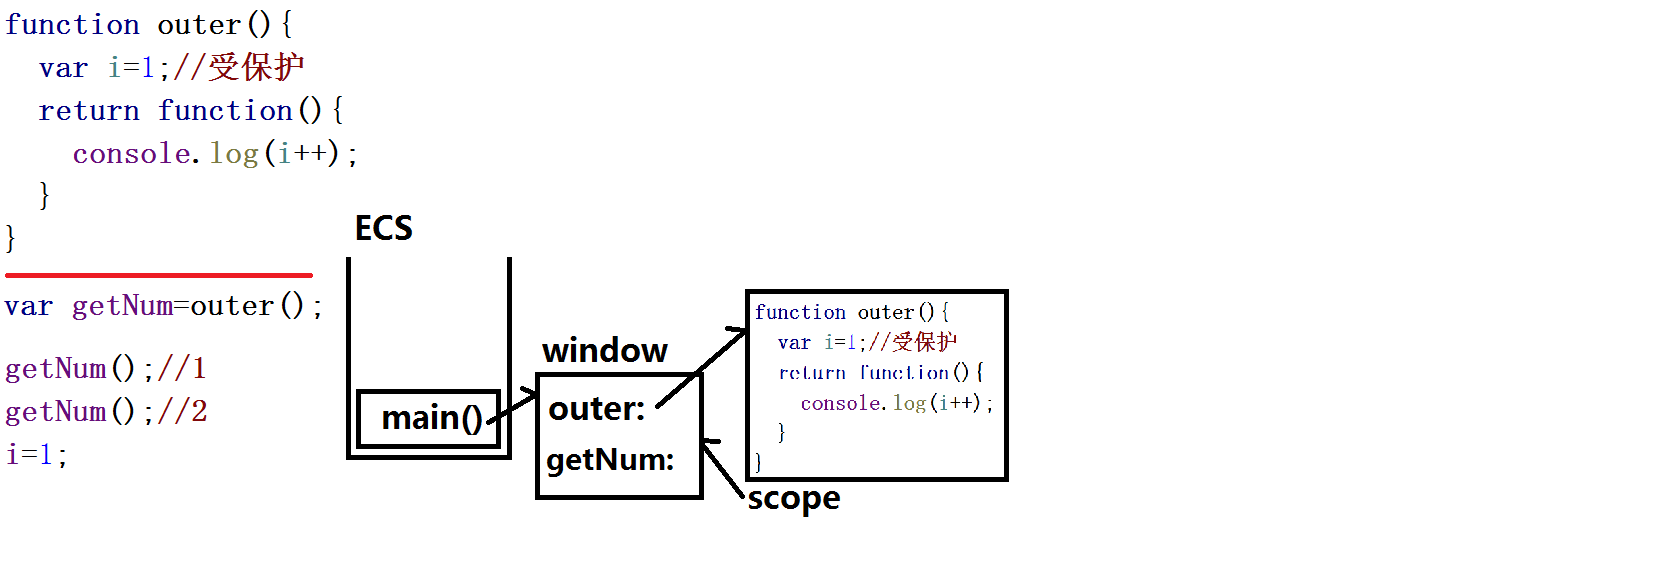 function outer(){
  var i=1;//受保护
  return function(){
    console.log(i++);
  }
}
var getNum=outer();
getNum();//1
getNum();//2
i=1;
ECS
main()
window
outer:
getNum:
function outer(){
  var i=1;//受保护
  return function(){
    console.log(i++);
  }
}
scope